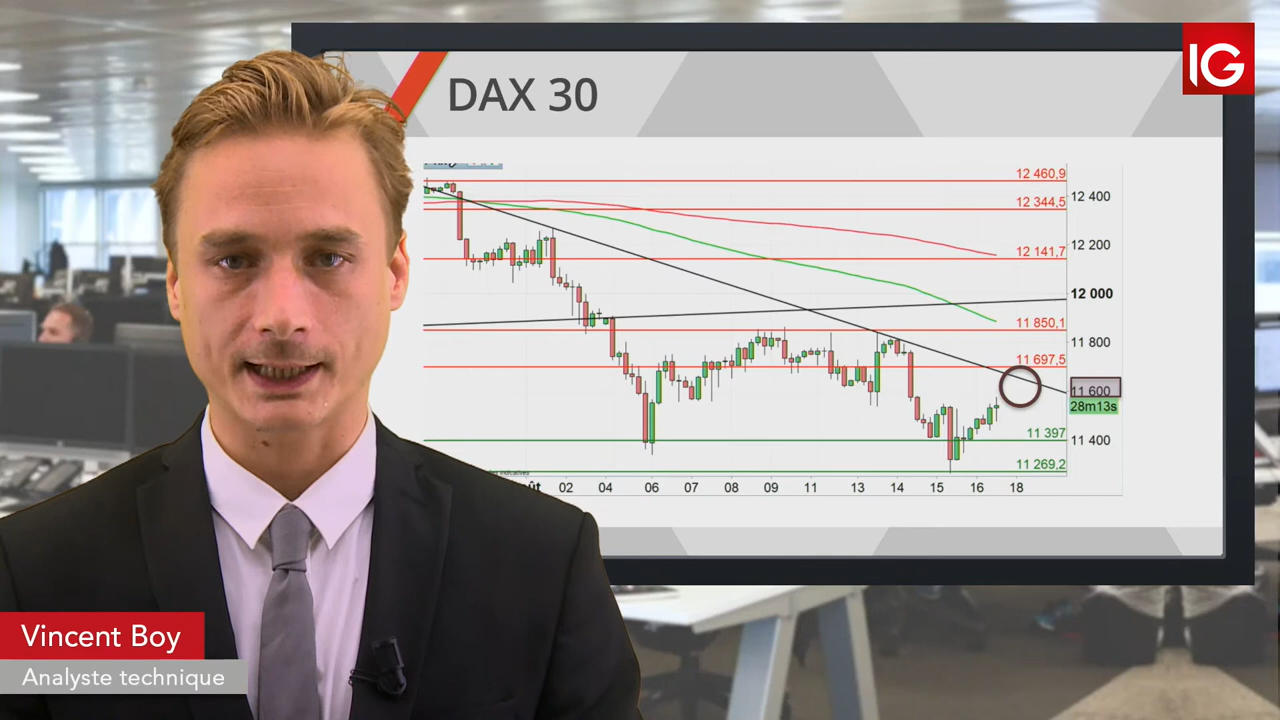 IG
DAX 30
12 460,9
12 400
12 344,5
12 200
12 141,7
12 000
11 850,1
11 800
11 697,5
11 600
28m13s
11 397
11 400
11 269,2
02 04 06 07 08 09 11 13 14 15 16 18
Vincent Boy
Analyste technique